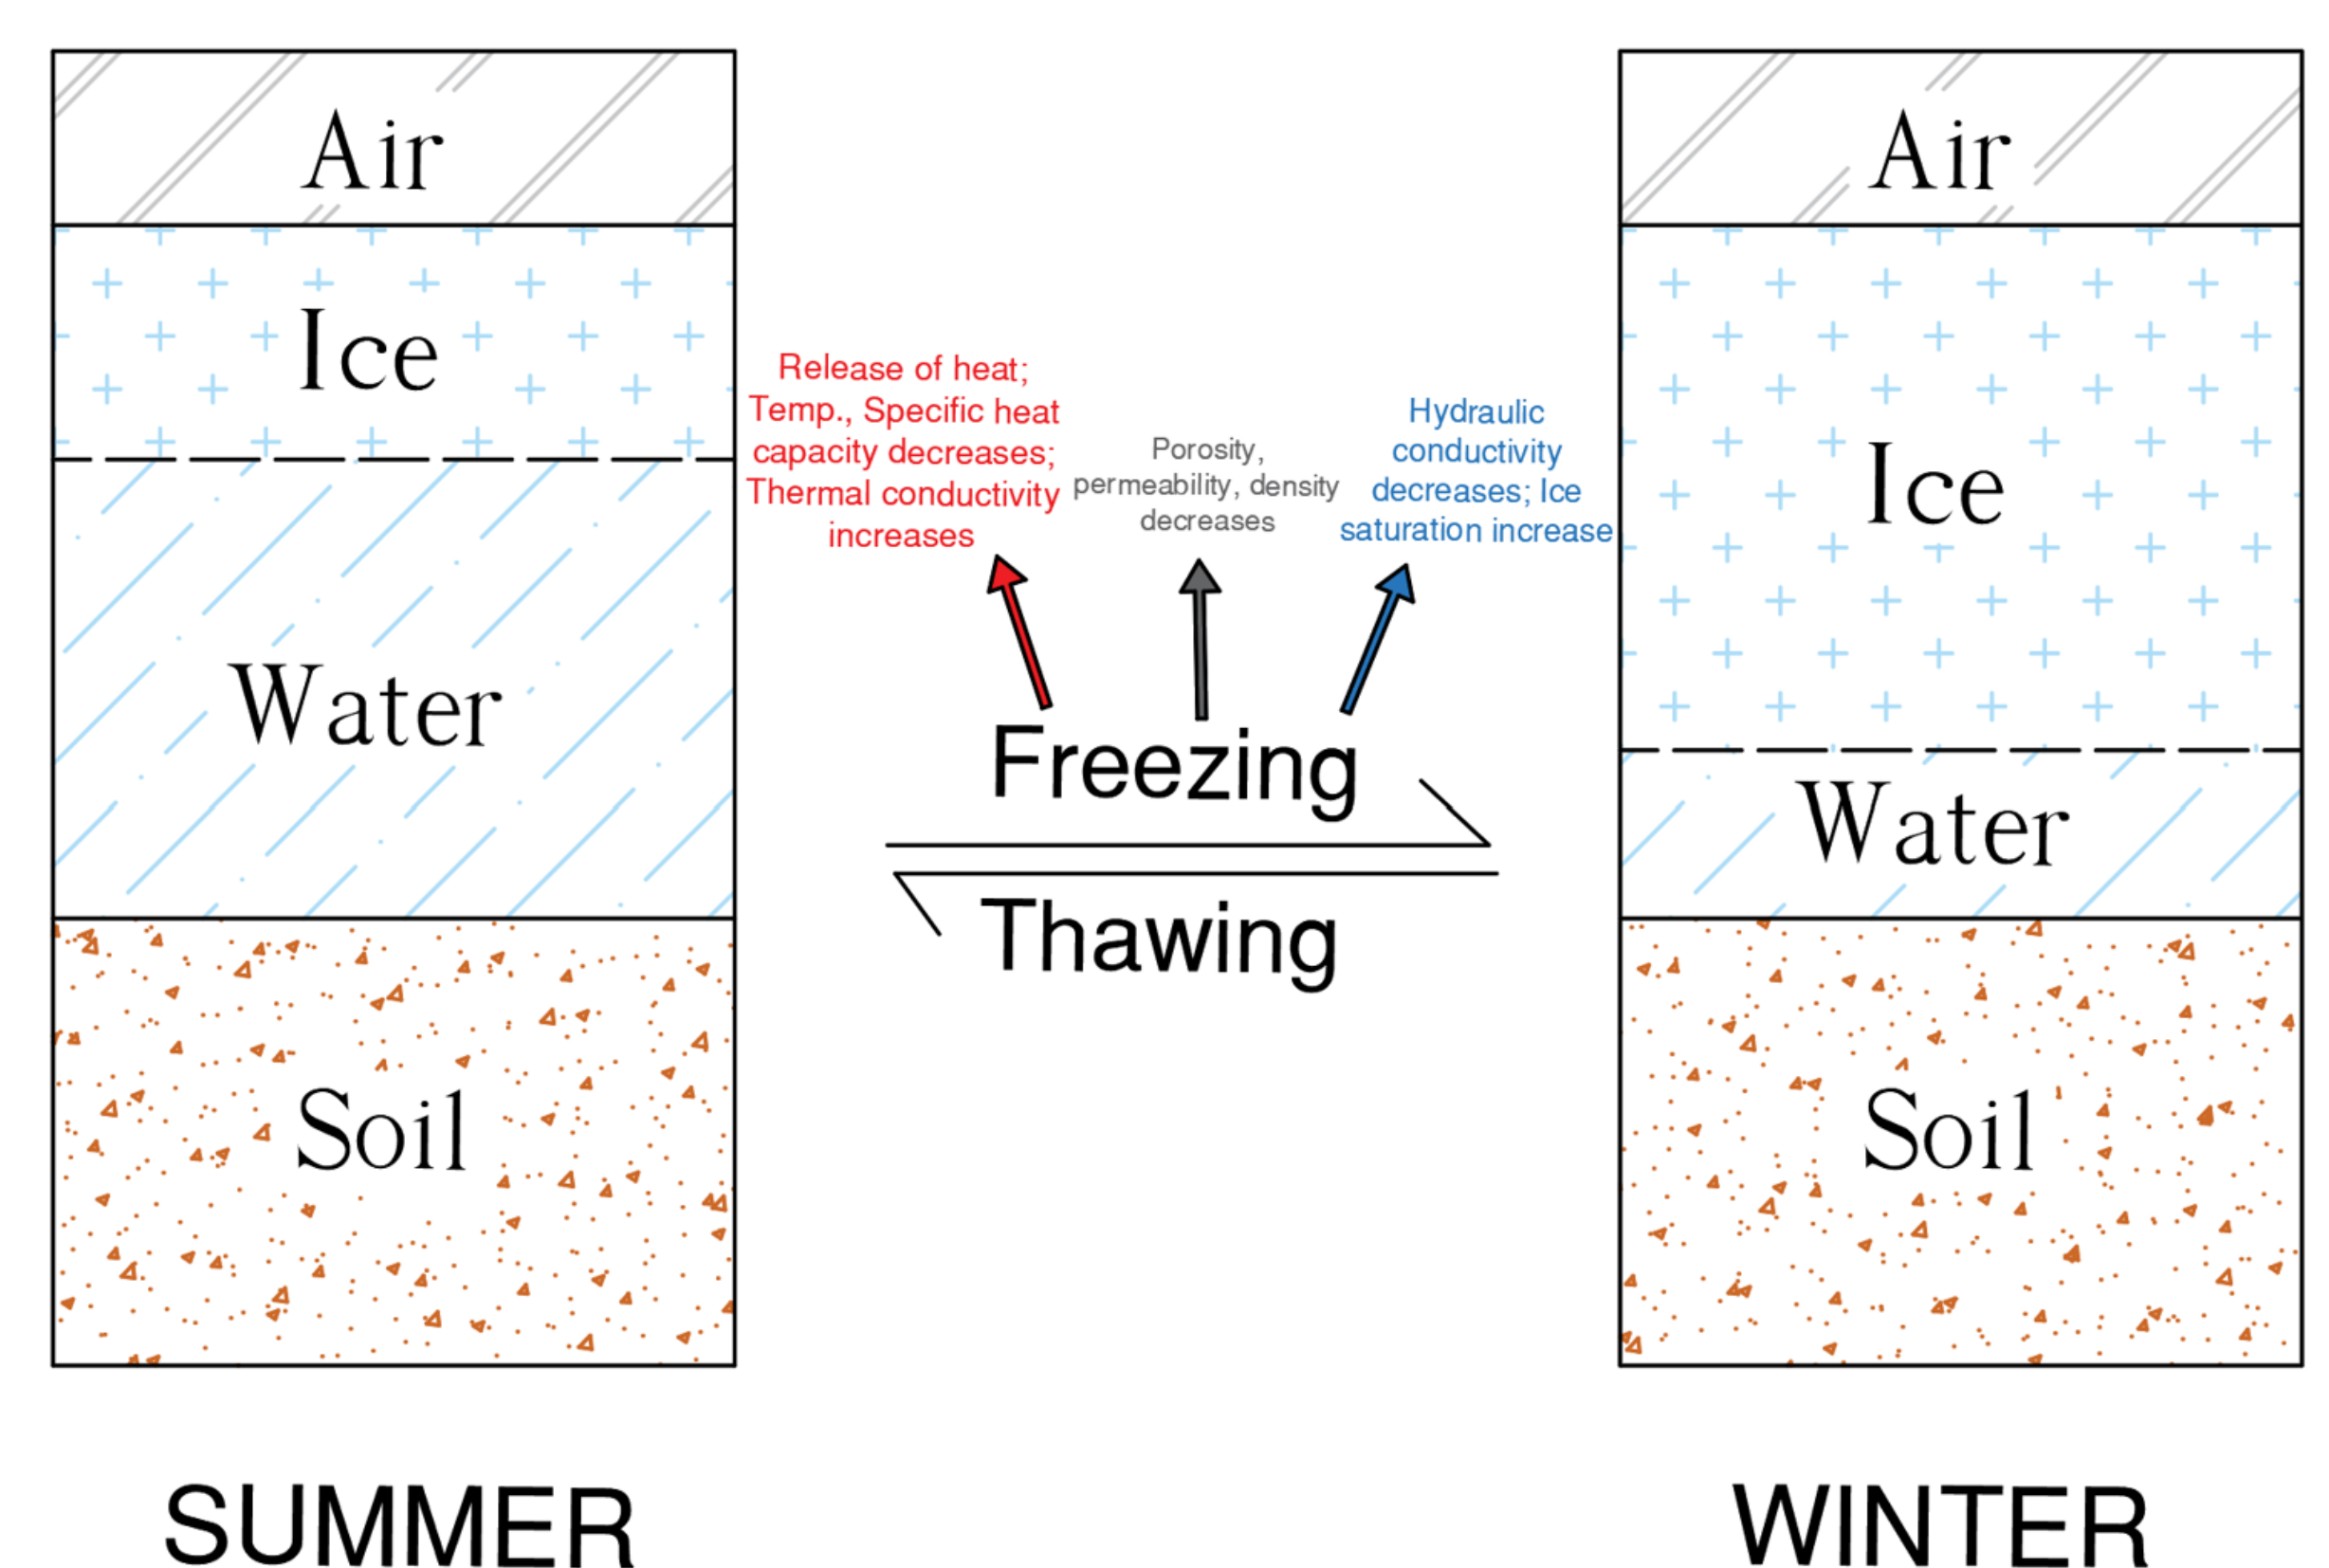 Air
Ice
Water
Soil
SUMMER
Release of heat;
Temp., Specific heat
capacity decreases;
Thermal conductivity
increases
Porosity,
permeability, density
decreases
Hydraulic
conductivity
decreases; Ice
saturation increase
Freezing
Thawing
Air
Ice
Water
Soil
WINTER